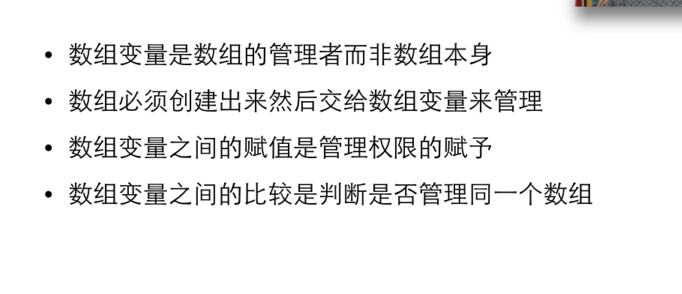 • 数组变量是数组的管理者而非数组本身
• 数组必须创建出来然后交给数组变量来管理
• 数组变量之间的赋值是管理权限的赋予
• 数组变量之间的比较是判断是否管理同一个数组